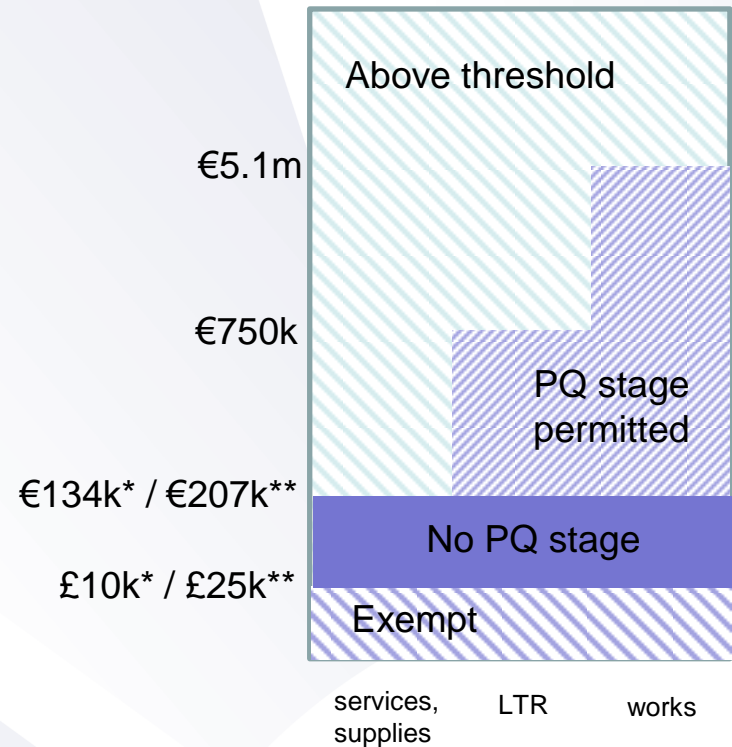 Above threshold
€5.1m
€750k
PQ stage
permitted
€134k* / €207k**
No PQ stage
£10k* / £25k**
Exempt
services,
supplies
LTR
works